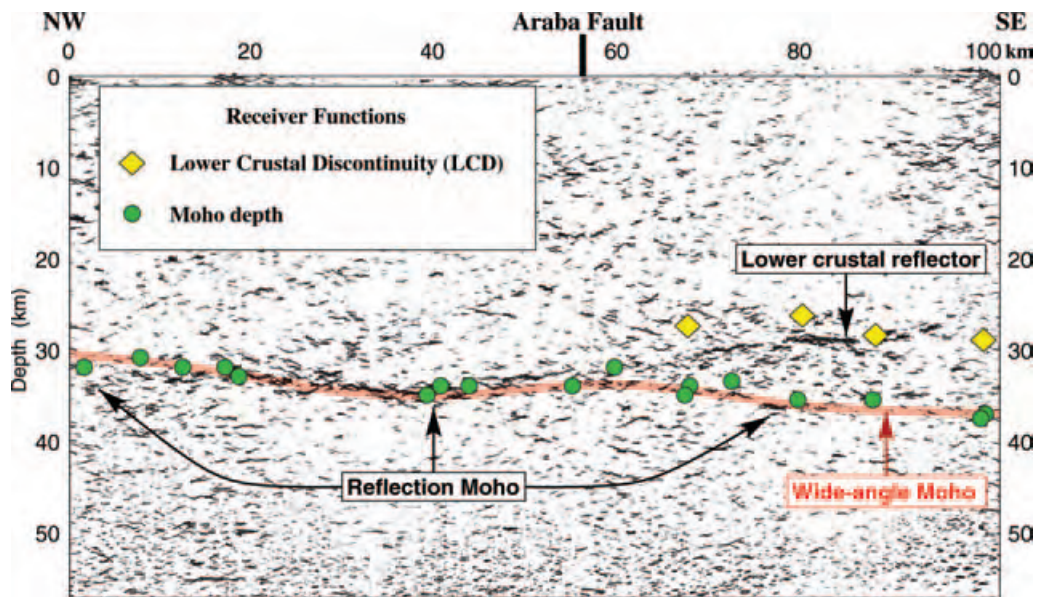 NW Araba Fault SE
0 20 40 60 80 100 km
0 0
Receiver Functions
Lower Crustal Discontinuity (LCD)
10 10
Moho depth
20 Lower crustal reflector 20
Depth (km)
30 30
40 40
Reflection Moho Wide-angle Moho
50 50